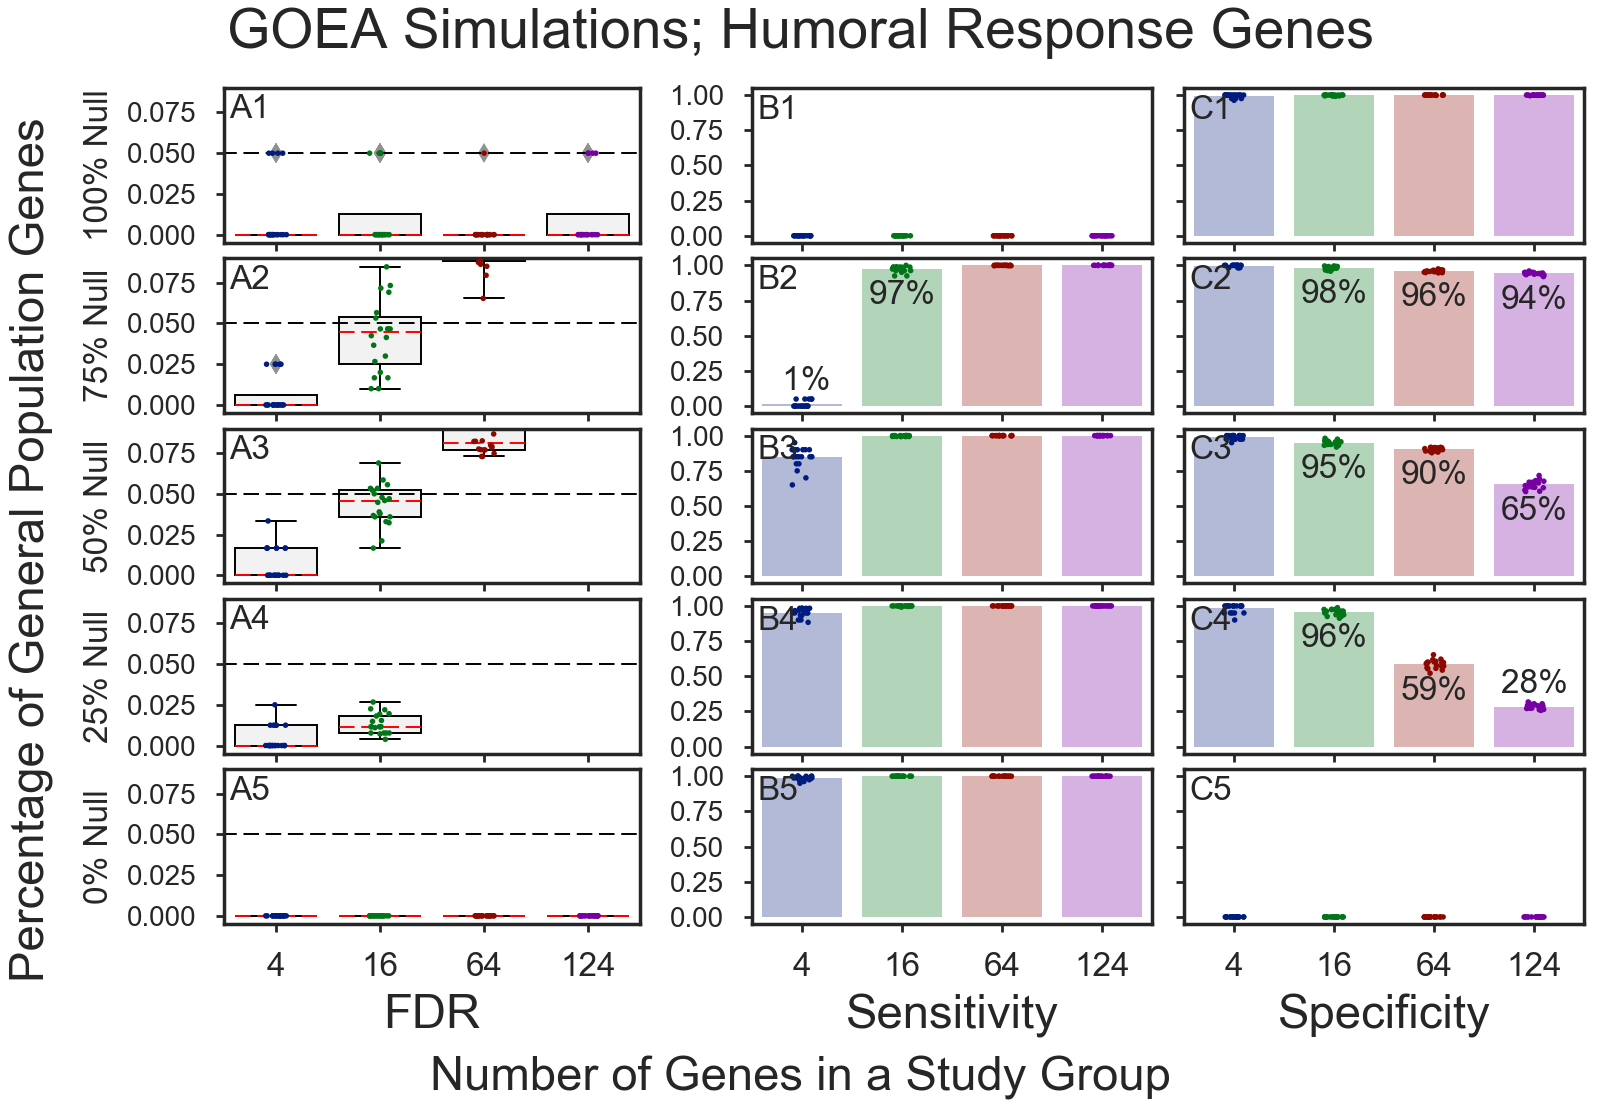 GOEA Simulations; Humoral Response Genes
Percentage of General Population Genes
100% Null
0.075
0.050
0.025
0.000
A1
1.00
0.75
0.50
0.25
0.00
B1
C1
75% Null
0.075
0.050
0.025
0.000
A2
1.00
0.75
0.50
0.25
0.00
B2
1%
97%
C2
98%
96%
94%
50% Null
0.075
0.050
0.025
0.000
A3
1.00
0.75
0.50
0.25
0.00
B3
C3
95%
90%
65%
25% Null
0.075
0.050
0.025
0.000
A4
1.00
0.75
0.50
0.25
0.00
B4
C4
96%
59%
28%
0% Null
0.075
0.050
0.025
0.000
A5
1.00
0.75
0.50
0.25
0.00
B5
C5
4 16 64 124
4 16 64 124
4 16 64 124
FDR
Sensitivity
Specificity
Number of Genes in a Study Group